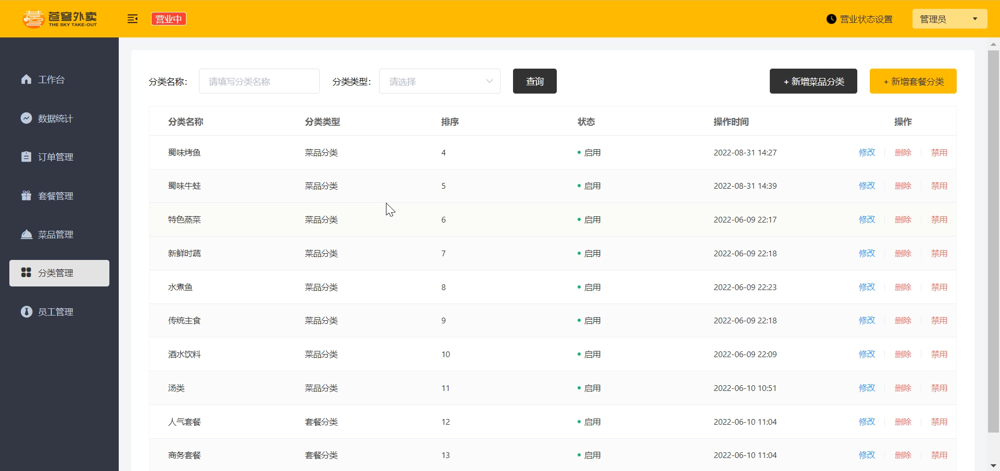 苍穹外卖
THE SKY TAKE-OUT
营业中
营业状态设置
管理员
工作台
数据统计
订单管理
套餐管理
菜品管理
分类管理
员工管理
分类名称: 请填写分类名称 分类类型: 请选择 查询 + 新增菜品分类 + 新增套餐分类
分类名称 分类类型 排序 状态 操作时间 操作
蜀味烤鱼 菜品分类 4 启用 2022-08-31 14:27 修改 删除 禁用
蜀味牛蛙 菜品分类 5 启用 2022-08-31 14:39 修改 删除 禁用
特色蒸菜 菜品分类 6 启用 2022-06-09 22:17 修改 删除 禁用
新鲜时蔬 菜品分类 7 启用 2022-06-09 22:18 修改 删除 禁用
水煮鱼 菜品分类 8 启用 2022-06-09 22:23 修改 删除 禁用
传统主食 菜品分类 9 启用 2022-06-09 22:18 修改 删除 禁用
酒水饮料 菜品分类 10 启用 2022-06-09 22:09 修改 删除 禁用
汤类 菜品分类 11 启用 2022-06-10 10:51 修改 删除 禁用
人气套餐 套餐分类 12 启用 2022-06-10 11:04 修改 删除 禁用
商务套餐 套餐分类 13 启用 2022-06-10 11:04 修改 删除 禁用